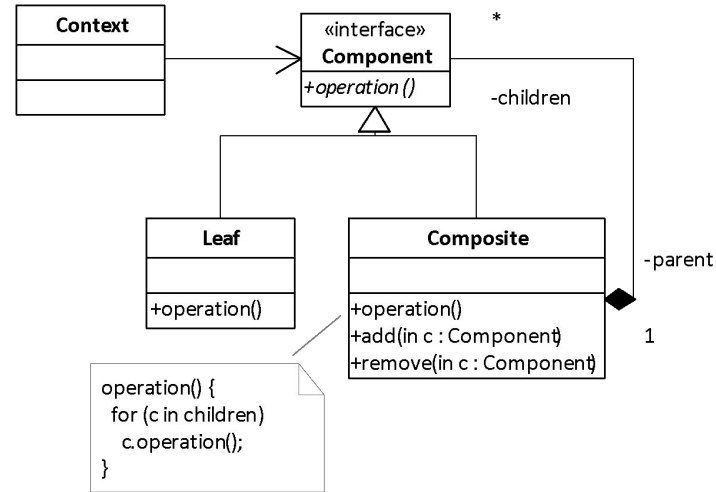 Context
«interface»
Component
+operation()
*
-children
Leaf
+operation()
Composite
+operation()
+add(in c : Component)
+remove(in c : Component)
-parent
1
operation() {
for (c in children)
c.operation();
}